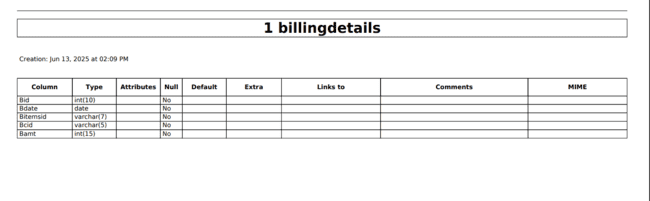 1 billingdetails
Creation: Jun 13, 2025 at 02:09 PM
Column Type Attributes Null Default Extra Links to Comments MIME
Bid int(10) No
Bdate date No
Bitemsid varchar(7) No
Bcid varchar(5) No
Bamt int(15) No